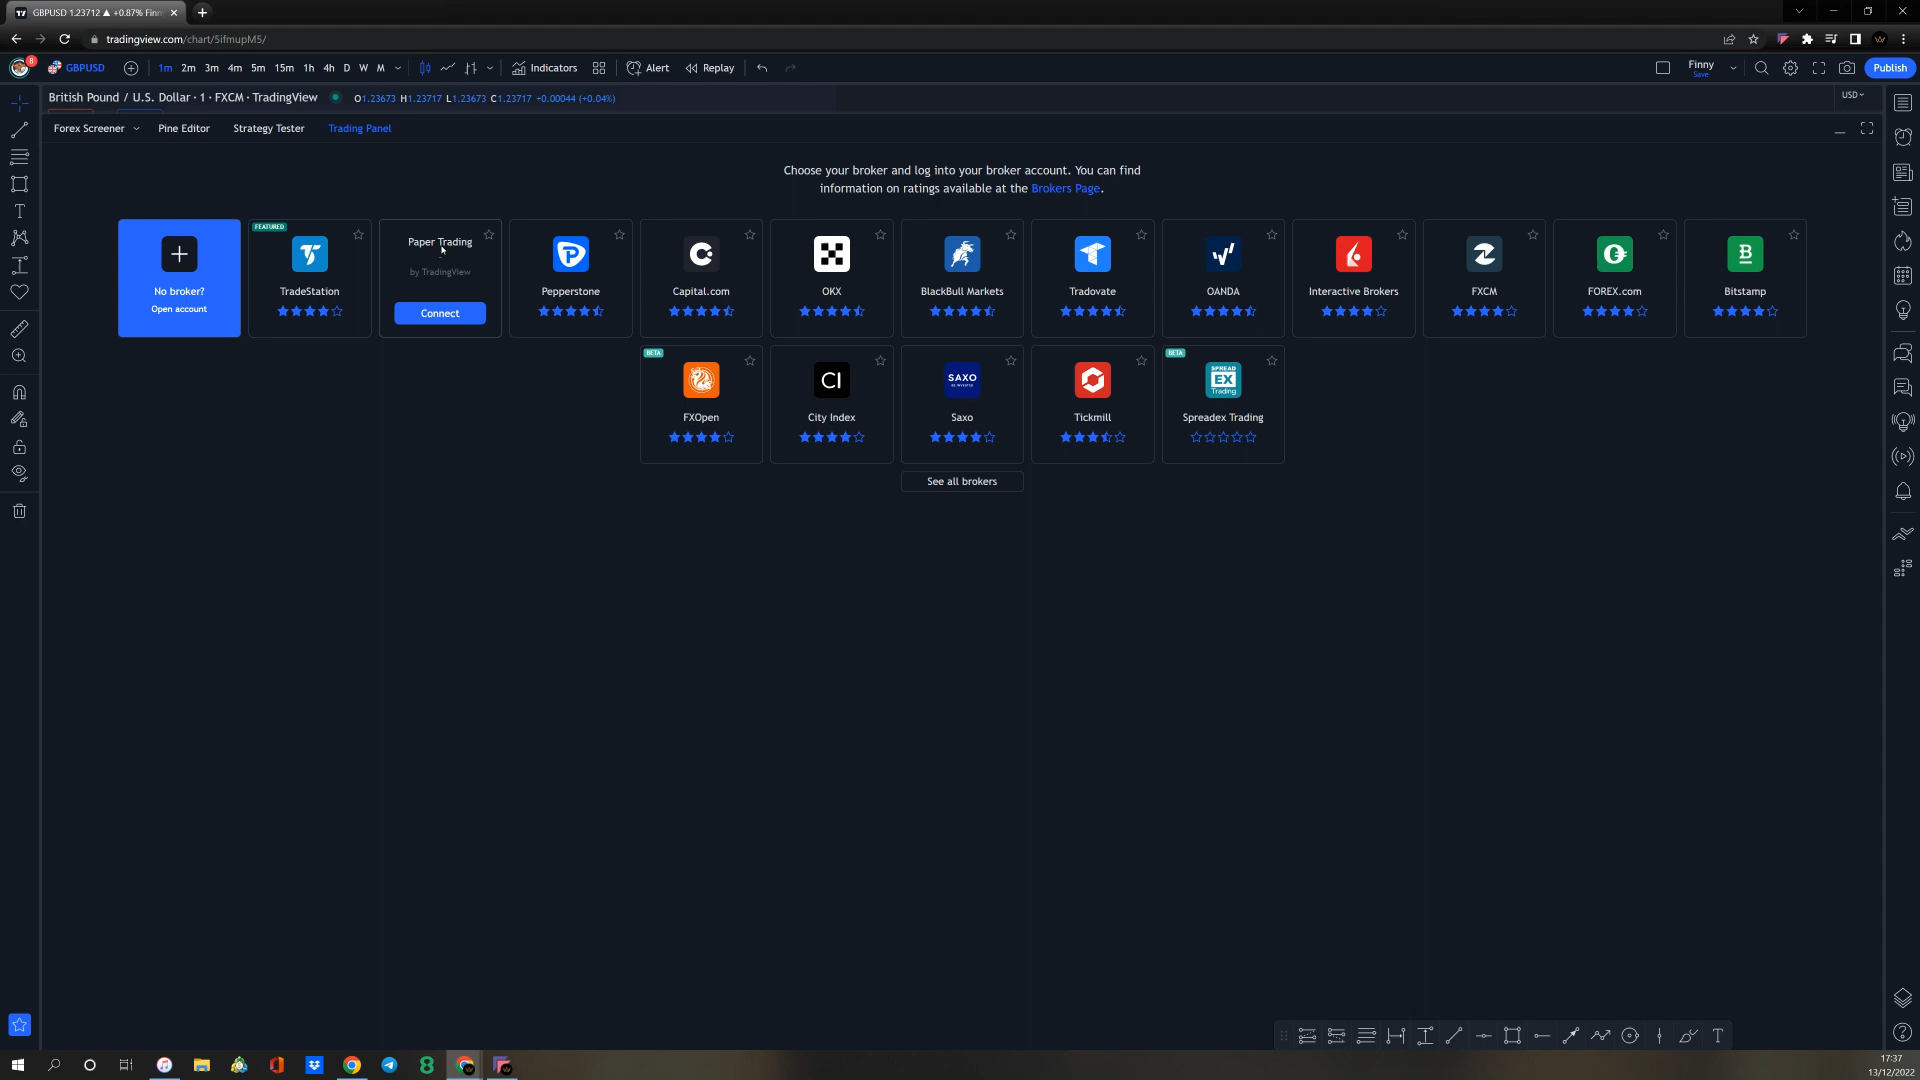 GBPUSD 1.23712 ▲ +0.87% Finn
tradingview.com/chart/5ifmupM5/
8
GBPUSD 1m 2m 3m 4m 5m 15m 1h 4h D W M Indicators Alert Replay Finny Save Publish
British Pound / U.S. Dollar · 1 · FXCM · TradingView O1.23673 H1.23717 L1.23673 C1.23717 +0.00044 (+0.04%) USD
Forex Screener Pine Editor Strategy Tester Trading Panel
Choose your broker and log into your broker account. You can find
information on ratings available at the Brokers Page.
No broker?
Open account
FEATURED
TradeStation
Paper Trading
by TradingView
Connect
Pepperstone
Capital.com
OKX
BlackBull Markets
Tradovate
OANDA
Interactive Brokers
FXCM
FOREX.com
Bitstamp
BETA
FXOpen
CI
City Index
SAXO
BE INVESTED
Saxo
Tickmill
BETA
SPREAD
EX
Trading
Spreadex Trading
See all brokers
17:37
13/12/2022